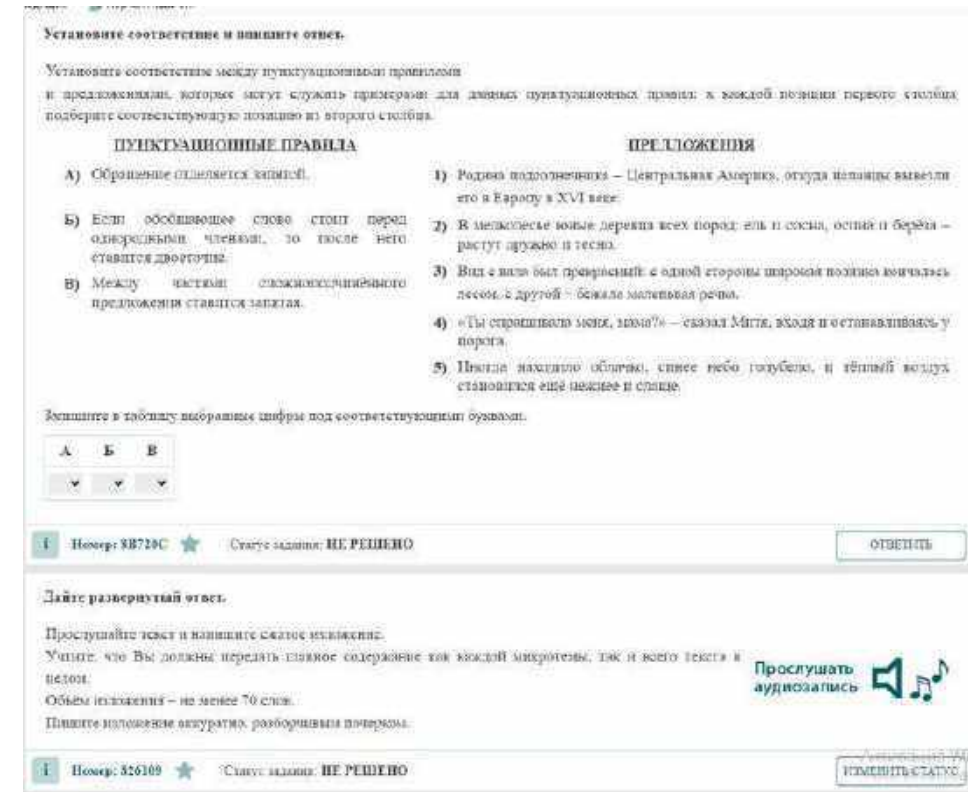 Установите соответствие и впишите ответ.
Установите соответствие между пунктуационными правилами
и предложениями, которые могут служить примерами для данных пунктуационных правил: к каждой позиции первого столбца
подберите соответствующую позицию из второго столбца.
ПУНКТУАЦИОННЫЕ ПРАВИЛА
А) Обращение отделяется запятой.
Б) Если обобщающее слово стоит перед
однородными членами, то после него
ставится двоеточие.
В) Между частями сложносочинённого
предложения ставится запятая.
ПРЕДЛОЖЕНИЯ
1) Родина подсолнечника – Центральная Америка, откуда испанцы вывезли
его в Европу в XVI веке.
2) В мелколесье юные деревца всех пород: ель и сосна, осина и берёза –
растут дружно и тесно.
3) Вид с вала был прекрасный: с одной стороны широкая поляна кончалась
лесом, с другой – бежала маленькая речка.
4) «Ты спрашивала меня, мама?» – сказал Митя, входя и останавливаясь у
порога.
5) Иногда находило облачко, синее небо голубело, и тёплый воздух
становился ещё нежнее и слаще.
Запишите в таблицу выбранные цифры под соответствующими буквами.
А Б В
i Номер: 8B720C Статус задания: НЕ РЕШЕНО ОТВЕТИТЬ
Дайте развернутый ответ.
Прослушайте текст и напишите сжатое изложение.
Учтите, что Вы должны передать главное содержание как каждой микротемы, так и всего текста в
целом.
Объём изложения – не менее 70 слов.
Пишите изложение аккуратно, разборчивым почерком.
Прослушать
аудиозапись
i Номер: 826109 Статус задания: НЕ РЕШЕНО ИЗМЕНИТЬ СТАТУС